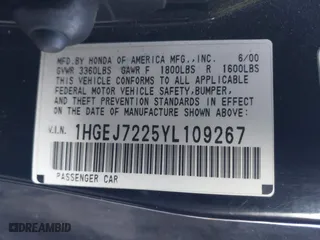 MFD.BY HONDA OF AMERICA MFG.,INC. 6/00
GVWR 3360LBS GAWR F 1800LBS R 1600LBS
THIS VEHICLE CONFORMS TO ALL APPLICABLE
FEDERAL MOTOR VEHICLE SAFETY,BUMPER,
AND THEFT PREVENTION STANDARDS IN EFFECT
ON THE DATE OF MANUFACTURE SHOWN ABOVE.
V.I.N. 1HGEJ7225YL109267
PASSENGER CAR
DREAMBID